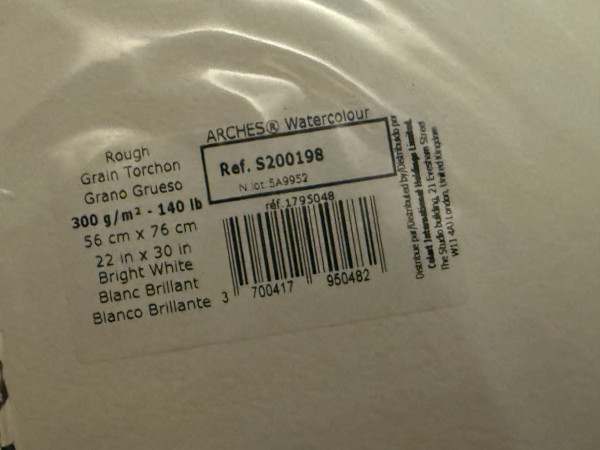 ARCHES® Watercolour
Rough
Grain Torchon
Grano Grueso
300 g/m² - 140 lb
56 cm x 76 cm
22 in x 30 in
Bright White
Blanc Brillant
Blanco Brillante
Ref. S200198
N. lot. 5A9952
réf.1795048
3 700417 950482
Distribué par/Distributed by/Distribuido por
Colart International Holdings Limited,
The Studio building, 21 Evesham Street
W11 4AJ London, United Kingdom